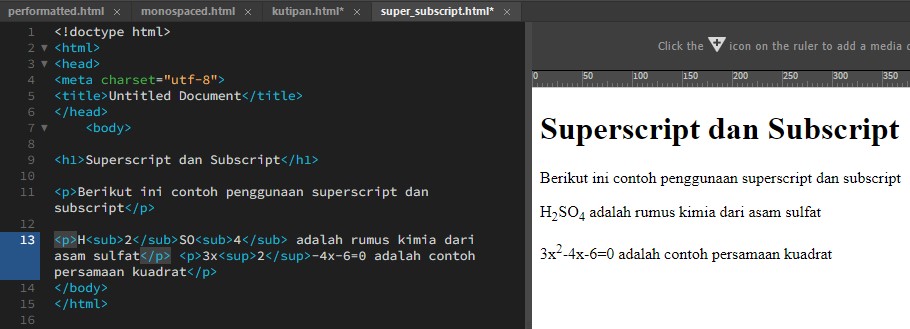 performatted.html × monospaced.html × kutipan.html* × super_subscript.html* ×
1 <!doctype html>
2 ▼ <html>
3 ▼ <head>
4 <meta charset="utf-8">
5 <title>Untitled Document</title>
6 </head>
7 ▼ <body>
8
9 <h1>Superscript dan Subscript</h1>
10
11 <p>Berikut ini contoh penggunaan superscript dan
subscript</p>
12
13 <p>H<sub>2</sub>SO<sub>4</sub> adalah rumus kimia dari
asam sulfat</p> <p>3x<sup>2</sup>-4x-6=0 adalah contoh
persamaan kuadrat</p>
14 </body>
15 </html>
16
Click the icon on the ruler to add a media
0 50 100 150 200 250 300 350
Superscript dan Subscript
Berikut ini contoh penggunaan superscript dan subscript
H₂SO₄ adalah rumus kimia dari asam sulfat
3x²-4x-6=0 adalah contoh persamaan kuadrat